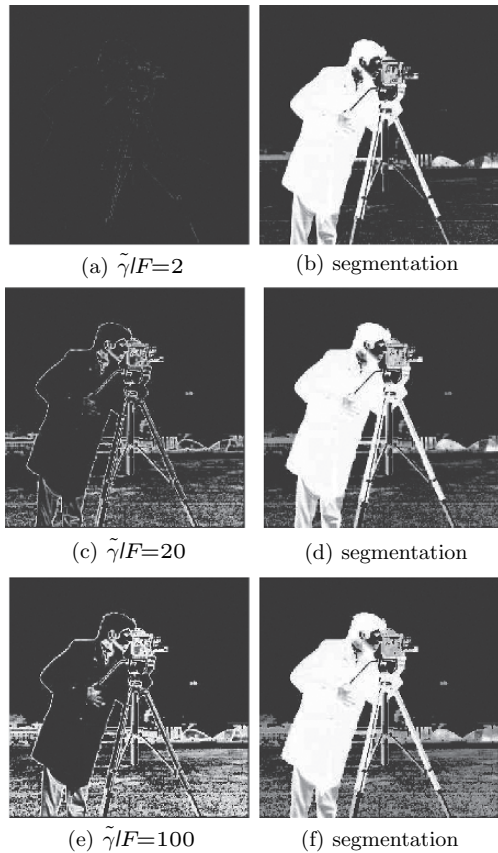 (a) γ̃/F=2
(b) segmentation
(c) γ̃/F=20
(d) segmentation
(e) γ̃/F=100
(f) segmentation